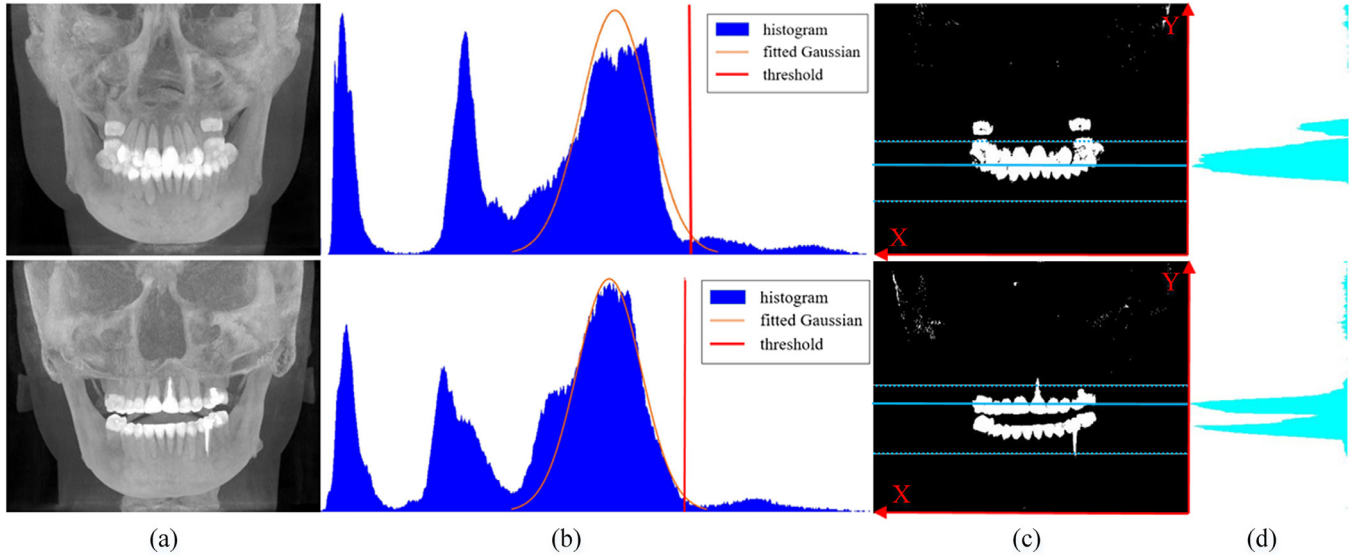 histogram
fitted Gaussian
threshold
Y
X
histogram
fitted Gaussian
threshold
Y
X
(a)
(b)
(c)
(d)